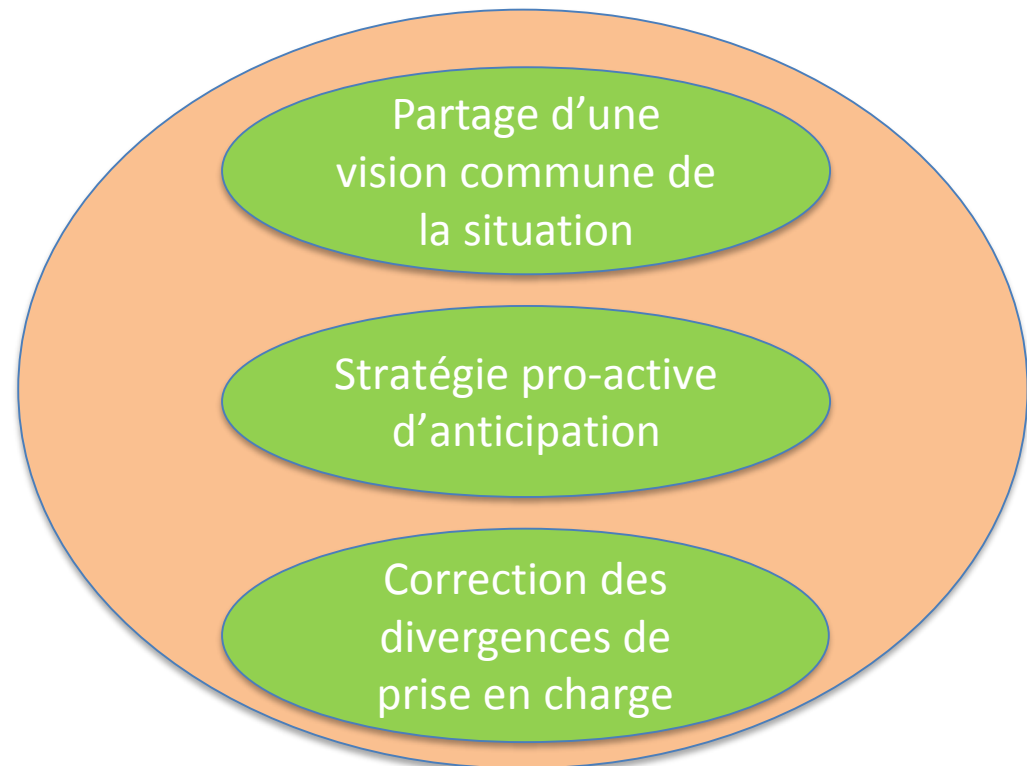 Partage d’une
vision commune de
la situation
Stratégie pro-active
d’anticipation
Correction des
divergences de
prise en charge